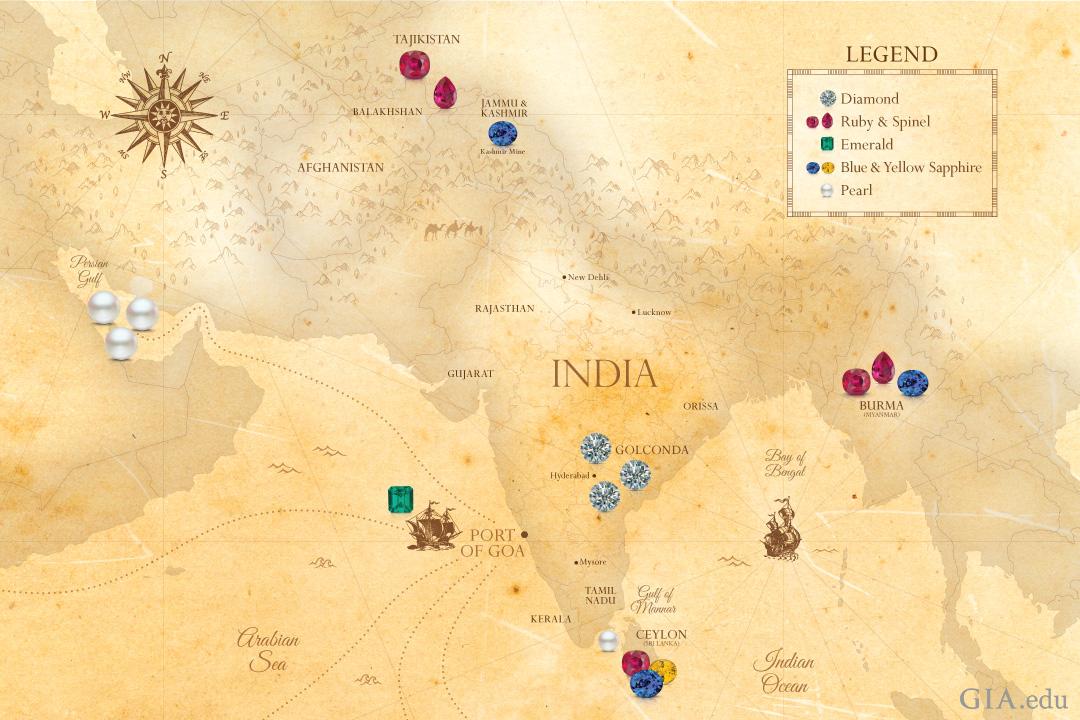 TAJIKISTAN
BALAKHSHAN
JAMMU &
KASHMIR
Kashmir Mine
AFGHANISTAN
N
NE
E
SE
S
SW
W
NW
LEGEND
Diamond
Ruby & Spinel
Emerald
Blue & Yellow Sapphire
Pearl
Persian
Gulf
New Dehli
RAJASTHAN
Lucknow
INDIA
GUJARAT
ORISSA
BURMA
(MYANMAR)
GOLCONDA
Hyderabad
Bay of
Bengal
PORT
OF GOA
Mysore
TAMIL
NADU
Gulf of
Mannar
KERALA
CEYLON
(SRI LANKA)
Arabian
Sea
Indian
Ocean
GIA.edu